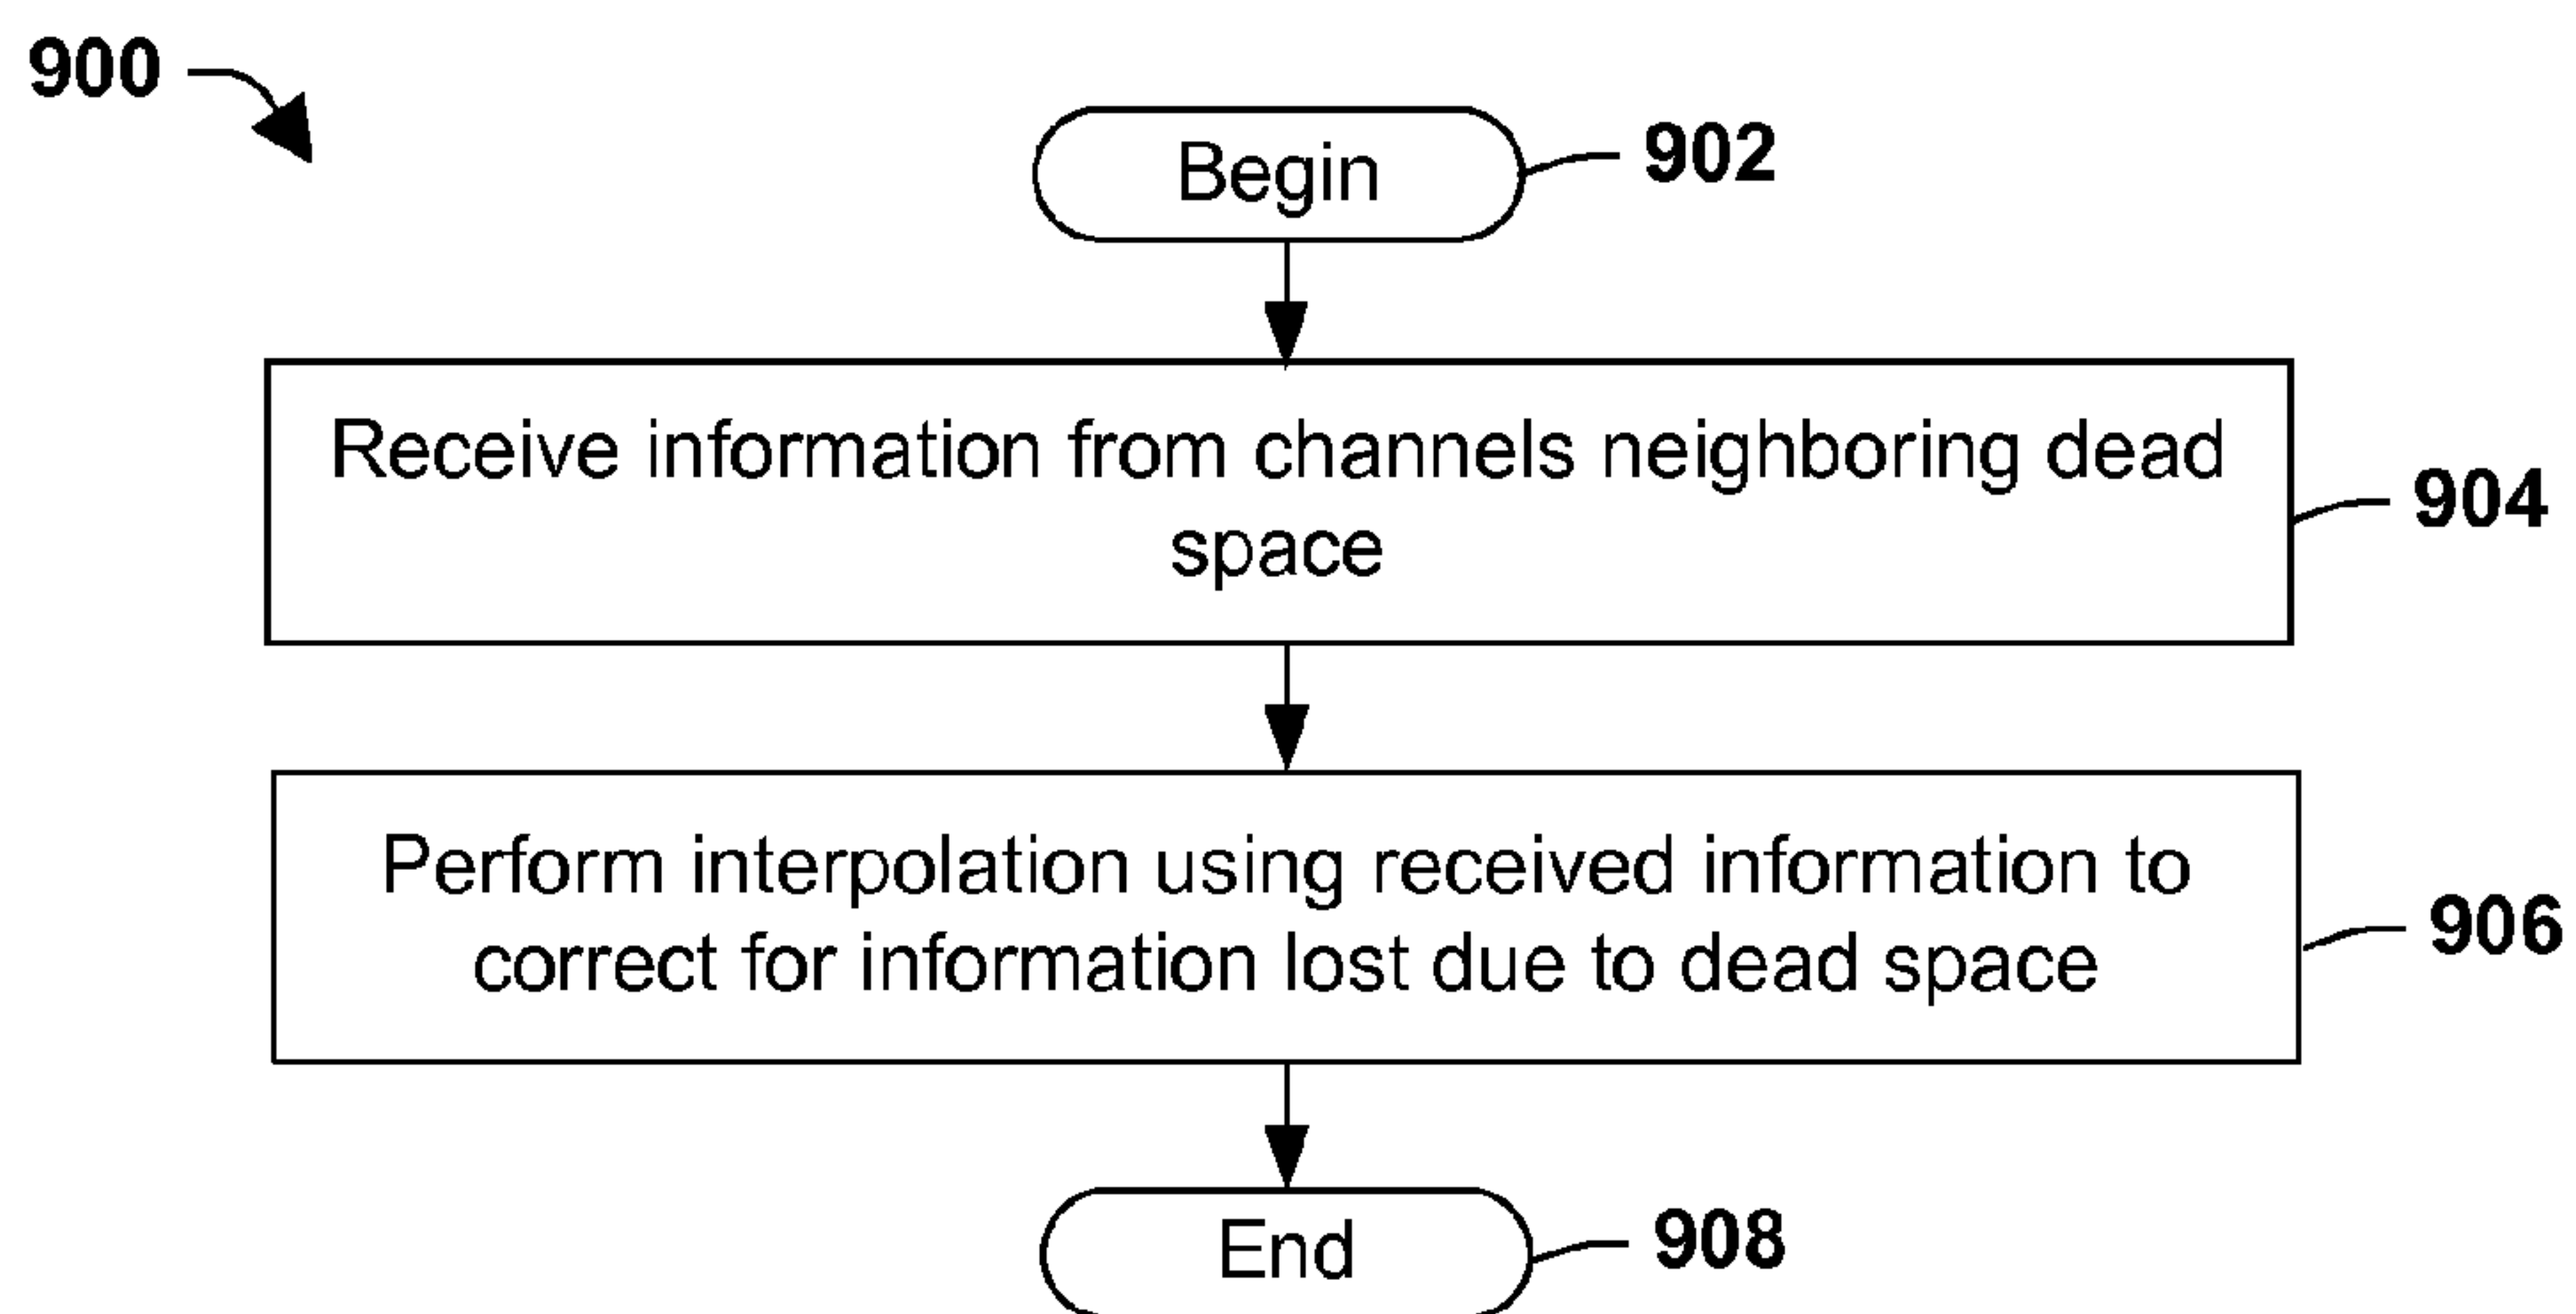 900
Begin
902
Receive information from channels neighboring dead
space
904
Perform interpolation using received information to
correct for information lost due to dead space
906
End
908